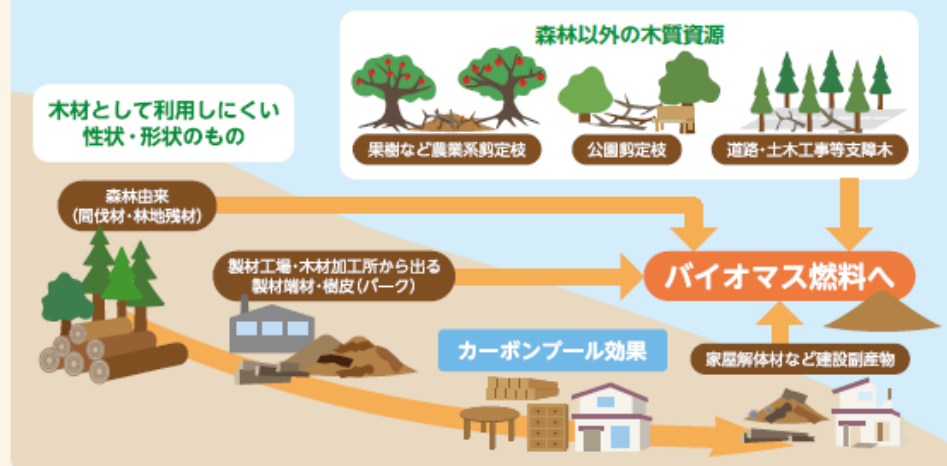 森林以外の木質資源
木材として利用しにくい
性状・形状のもの
果樹など農業系剪定枝
公園剪定枝
道路・土木工事等支障木
森林由来
(間伐材・林地残材)
製材工場・木材加工所から出る
製材端材・樹皮(バーク)
バイオマス燃料へ
カーボンプール効果
家屋解体材など建設副産物